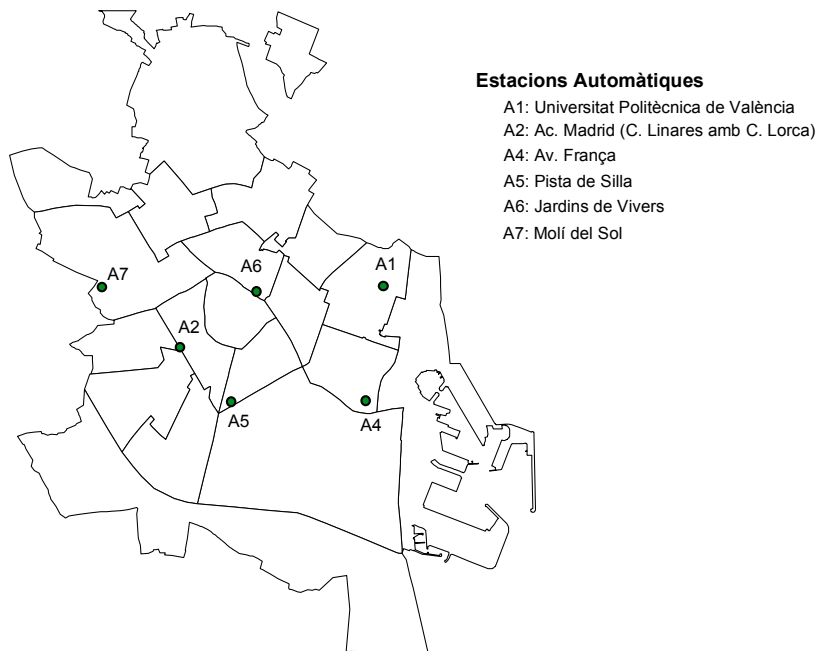 Estacions Automàtiques
A1: Universitat Politècnica de València
A2: Ac. Madrid (C. Linares amb C. Lorca)
A4: Av. França
A5: Pista de Silla
A6: Jardins de Vivers
A7: Molí del Sol
A7
A6
A1
A2
A5
A4